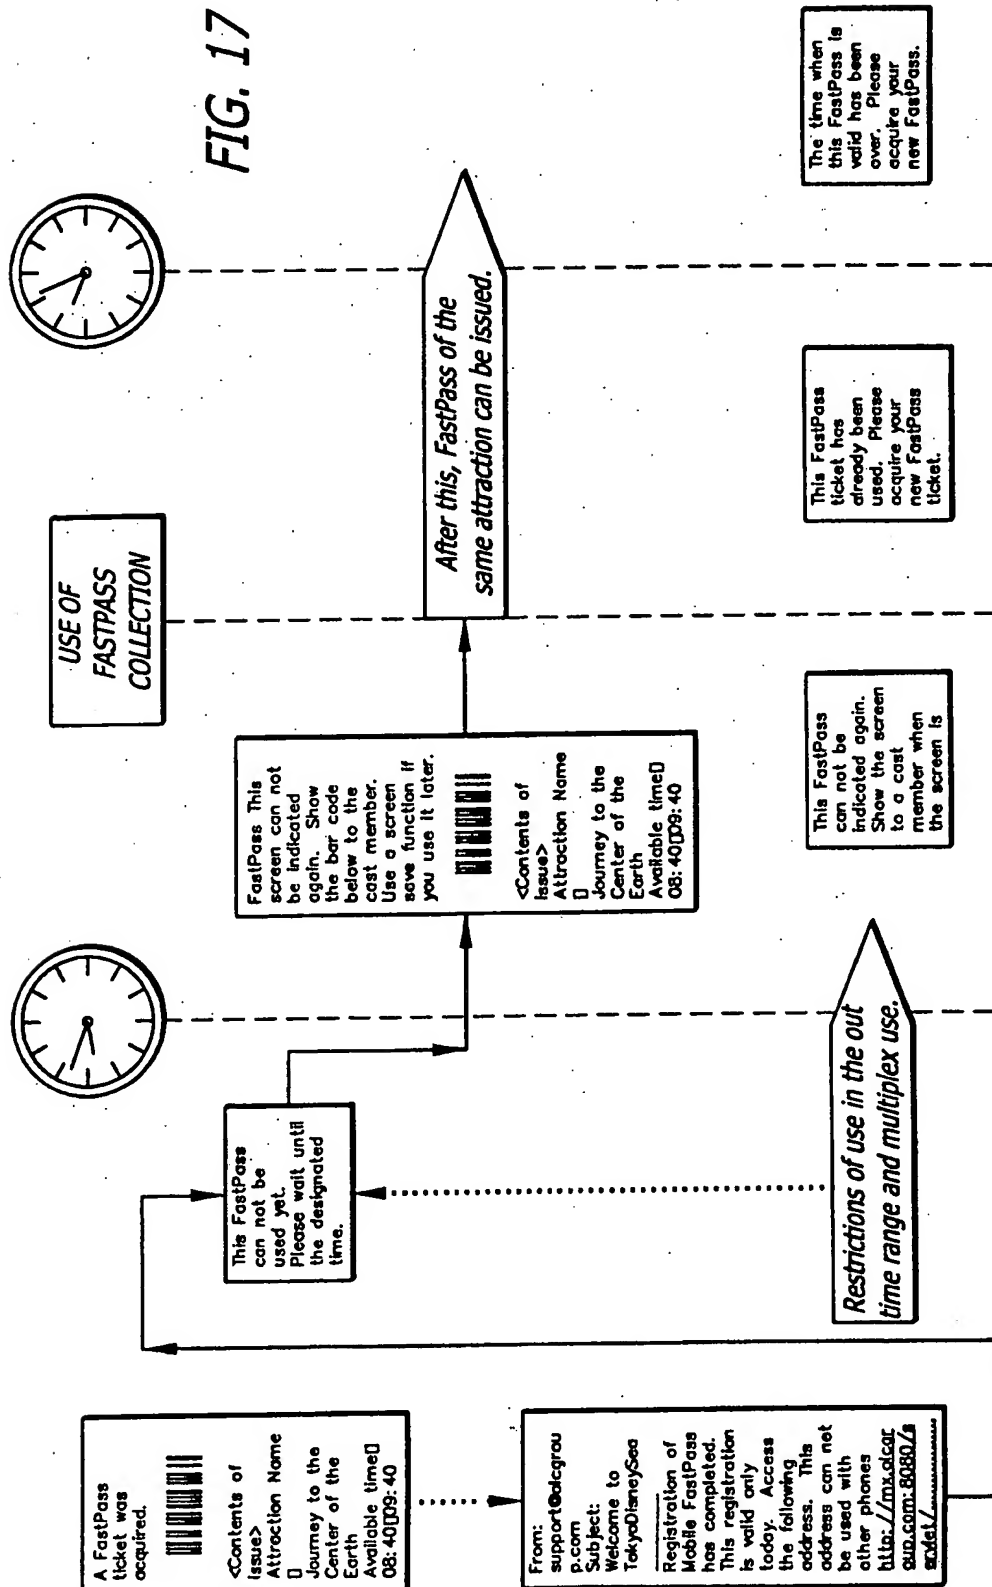 FIG. 17
A FastPass
ticket was
acquired.
<Contents of
Issue>
Attraction Name
▯
Journey to the
Center of the
Earth
Available time▯
08:40▯09:40
From:
support@olcgrou
p.com
Subject:
Welcome to
TokyoDisneySea
Registration of
Mobile FastPass
has completed.
This registration
is valid only
today. Access
the following
address. This
address can not
be used with
other phones
This FastPass
can not be
used yet.
Please wait until
the designated
time.
Restrictions of use in the out
time range and multiplex use.
FastPass This
screen can not
be indicated
again. Show
the bar code
below to the
cast member.
Use a screen
save function if
you use it later.
<Contents of
Issue>
Attraction Name
▯
Journey to the
Center of the
Earth
Available time▯
08:40▯09:40
This FastPass
can not be
indicated again.
Show the screen
to a cast
member when
the screen is
USE OF
FASTPASS
COLLECTION
After this, FastPass of the
same attraction can be issued.
This FastPass
ticket has
already been
used. Please
acquire your
new FastPass
ticket.
The time when
this FastPass is
valid has been
over. Please
acquire your
new FastPass.